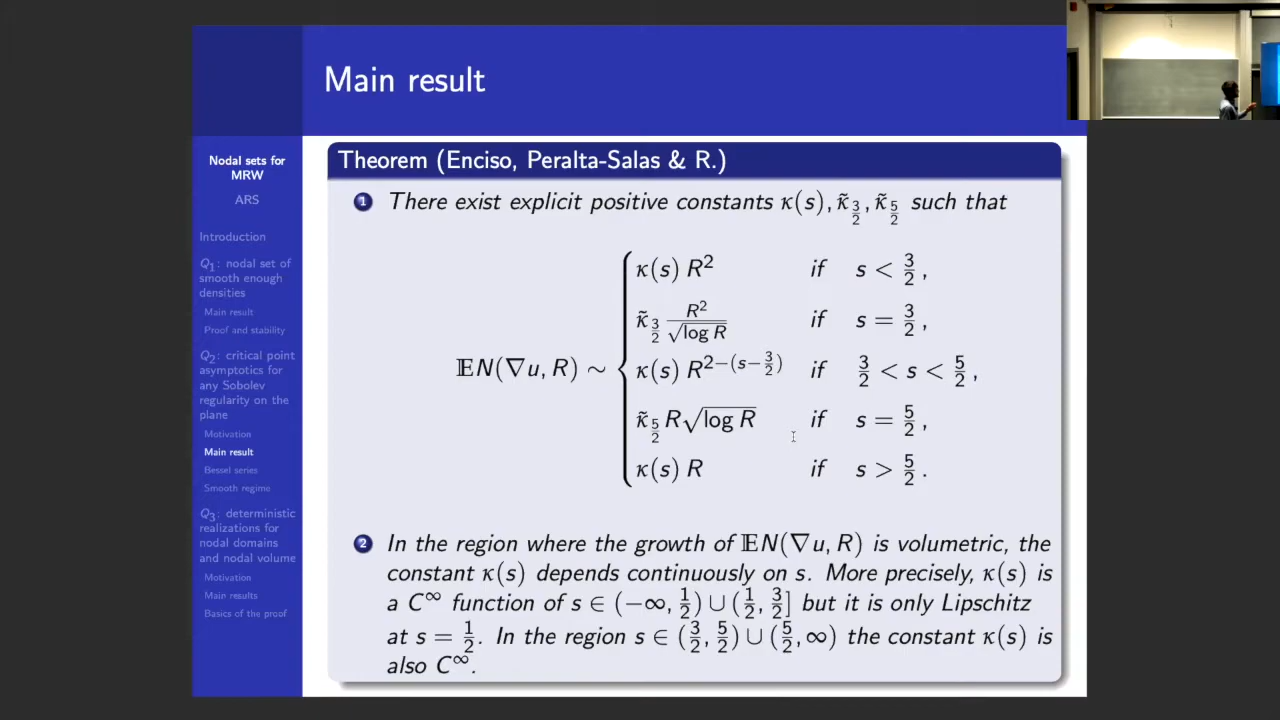 Main result
Nodal sets for
MRW
ARS
Introduction
Q₁: nodal set of
smooth enough
densities
Main result
Proof and stability
Q₂: critical point
asymptotics for
any Sobolev
regularity on the
plane
Motivation
Main result
Bessel series
Smooth regime
Q₃: deterministic
realizations for
nodal domains
and nodal volume
Motivation
Main results
Basics of the proof
Theorem (Enciso, Peralta-Salas & R.)
1 There exist explicit positive constants κ(s), κ̃_{3/2}, κ̃_{5/2} such that
𝔼N(∇u, R) ∼ {
κ(s) R² if s < 3/2,
κ̃_{3/2} R²/√(log R) if s = 3/2,
κ(s) R^{2−(s−3/2)} if 3/2 < s < 5/2,
κ̃_{5/2} R√(log R) if s = 5/2,
κ(s) R if s > 5/2.
2 In the region where the growth of 𝔼N(∇u, R) is volumetric, the
constant κ(s) depends continuously on s. More precisely, κ(s) is
a C^∞ function of s ∈ (−∞, 1/2) ∪ (1/2, 3/2] but it is only Lipschitz
at s = 1/2. In the region s ∈ (3/2, 5/2) ∪ (5/2, ∞) the constant κ(s) is
also C^∞.